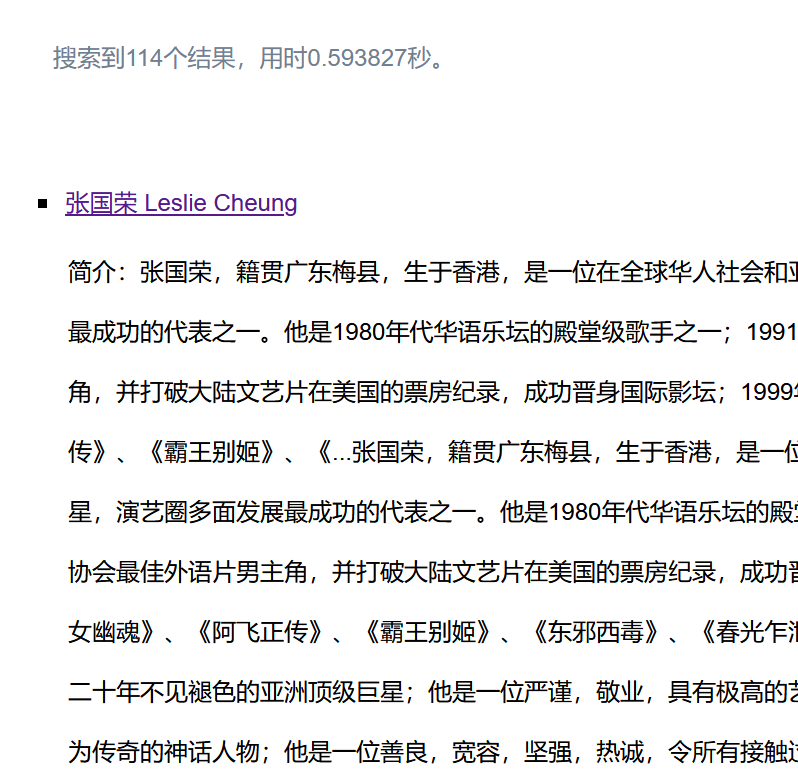 搜索到114个结果，用时0.593827秒。
张国荣 Leslie Cheung
简介：张国荣，籍贯广东梅县，生于香港，是一位在全球华人社会和亚
最成功的代表之一。他是1980年代华语乐坛的殿堂级歌手之一；1991
角，并打破大陆文艺片在美国的票房纪录，成功晋身国际影坛；1999年
传》、《霸王别姬》、《...张国荣，籍贯广东梅县，生于香港，是一位
星，演艺圈多面发展最成功的代表之一。他是1980年代华语乐坛的殿堂
协会最佳外语片男主角，并打破大陆文艺片在美国的票房纪录，成功晋
女幽魂》、《阿飞正传》、《霸王别姬》、《东邪西毒》、《春光乍泄
二十年不见褪色的亚洲顶级巨星；他是一位严谨，敬业，具有极高的艺
为传奇的神话人物；他是一位善良，宽容，坚强，热诚，令所有接触过